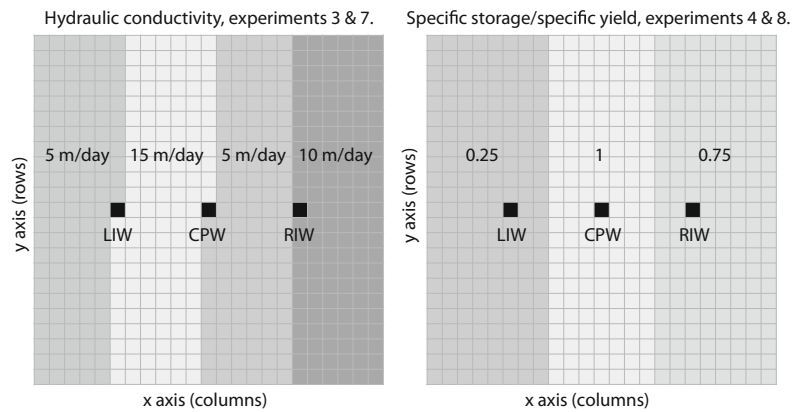 Hydraulic conductivity, experiments 3 & 7.
5 m/day 15 m/day 5 m/day 10 m/day
LIW CPW RIW
y axis (rows)
x axis (columns)
Specific storage/specific yield, experiments 4 & 8.
0.25 1 0.75
LIW CPW RIW
y axis (rows)
x axis (columns)